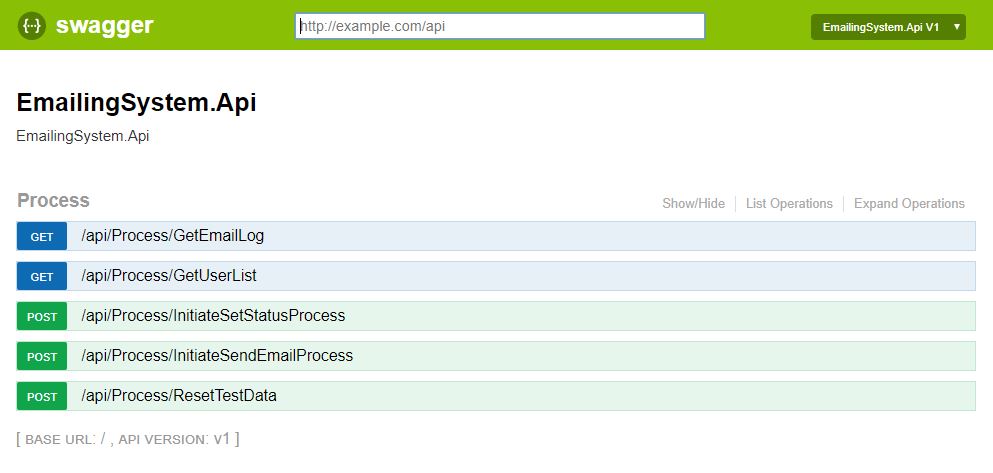 {···} swagger http://example.com/api EmailingSystem.Api V1 ▼
EmailingSystem.Api
EmailingSystem.Api
Process Show/Hide List Operations Expand Operations
GET /api/Process/GetEmailLog
GET /api/Process/GetUserList
POST /api/Process/InitiateSetStatusProcess
POST /api/Process/InitiateSendEmailProcess
POST /api/Process/ResetTestData
[ BASE URL: / , API VERSION: V1 ]